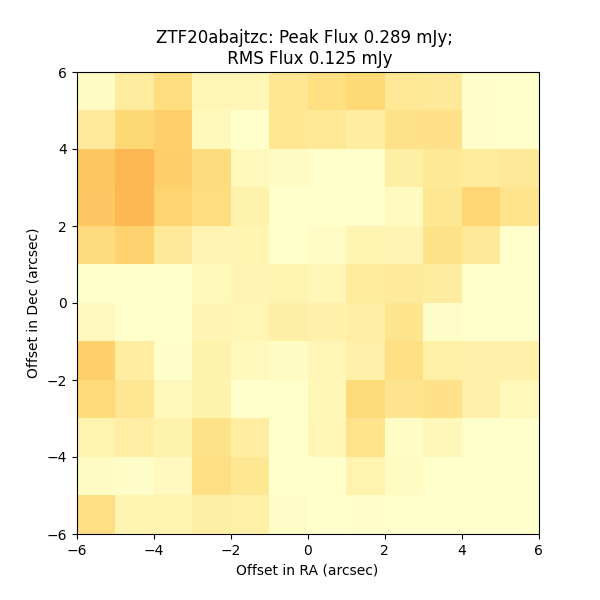 ZTF20abajtzc: Peak Flux 0.289 mJy;
RMS Flux 0.125 mJy
6
4
2
0
−2
−4
−6
Offset in Dec (arcsec)
−6 −4 −2 0 2 4 6
Offset in RA (arcsec)